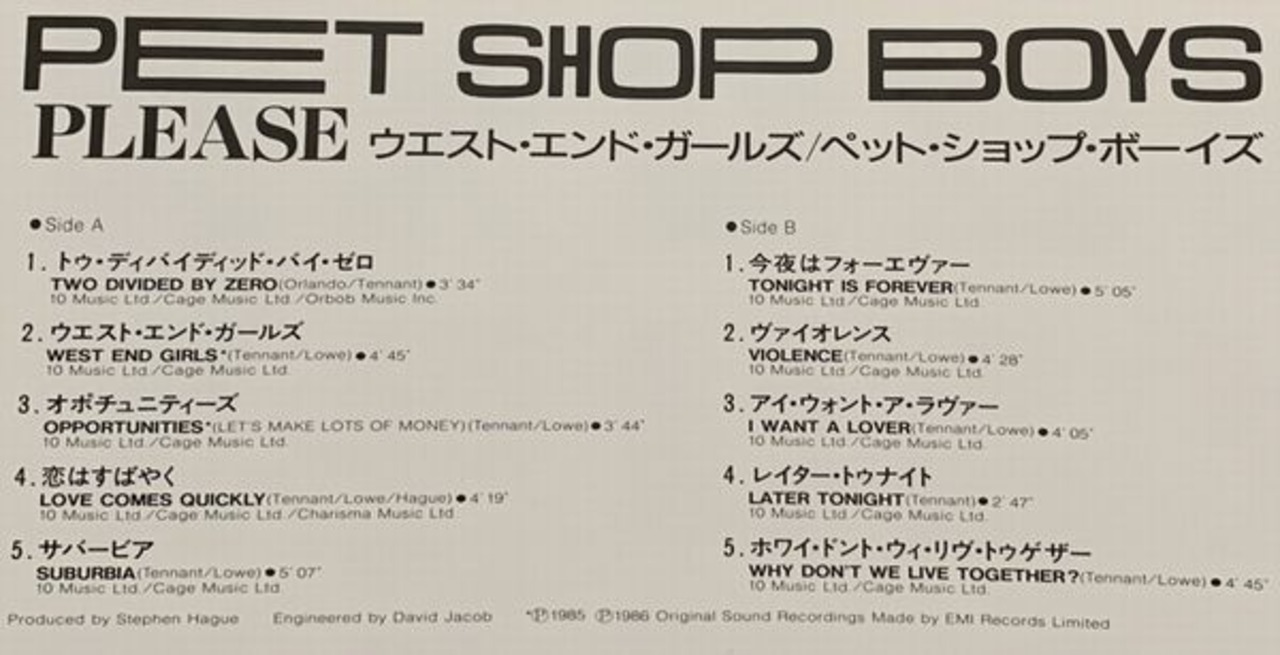 PET SHOP BOYS
PLEASE ウエスト・エンド・ガールズ/ペット・ショップ・ボーイズ
●Side A
1. トゥ・ディバイディッド・バイ・ゼロ
TWO DIVIDED BY ZERO(Orlando/Tennant)●3'34"
10 Music Ltd./Cage Music Ltd./Orbob Music Inc.
2. ウエスト・エンド・ガールズ
WEST END GIRLS*(Tennant/Lowe)●4'45"
10 Music Ltd./Cage Music Ltd.
3. オポチュニティーズ
OPPORTUNITIES*(LET'S MAKE LOTS OF MONEY)(Tennant/Lowe)●3'44"
10 Music Ltd./Cage Music Ltd.
4. 恋はすばやく
LOVE COMES QUICKLY(Tennant/Lowe/Hague)●4'19"
10 Music Ltd./Cage Music Ltd./Charisma Music Ltd.
5. サバービア
SUBURBIA(Tennant/Lowe)●5'07"
10 Music Ltd./Cage Music Ltd.
●Side B
1. 今夜はフォーエヴァー
TONIGHT IS FOREVER(Tennant/Lowe)●5'05"
10 Music Ltd./Cage Music Ltd.
2. ヴァイオレンス
VIOLENCE(Tennant/Lowe)●4'28"
10 Music Ltd./Cage Music Ltd.
3. アイ・ウォント・ア・ラヴァー
I WANT A LOVER(Tennant/Lowe)●4'05"
10 Music Ltd./Cage Music Ltd.
4. レイター・トゥナイト
LATER TONIGHT(Tennant)●2'47"
10 Music Ltd./Cage Music Ltd.
5. ホワイ・ドント・ウィ・リヴ・トゥゲザー
WHY DON'T WE LIVE TOGETHER?(Tennant/Lowe)●4'45"
10 Music Ltd./Cage Music Ltd.
Produced by Stephen Hague Engineered by David Jacob *Ⓟ1985 Ⓟ1986 Original Sound Recordings Made by EMI Records Limited